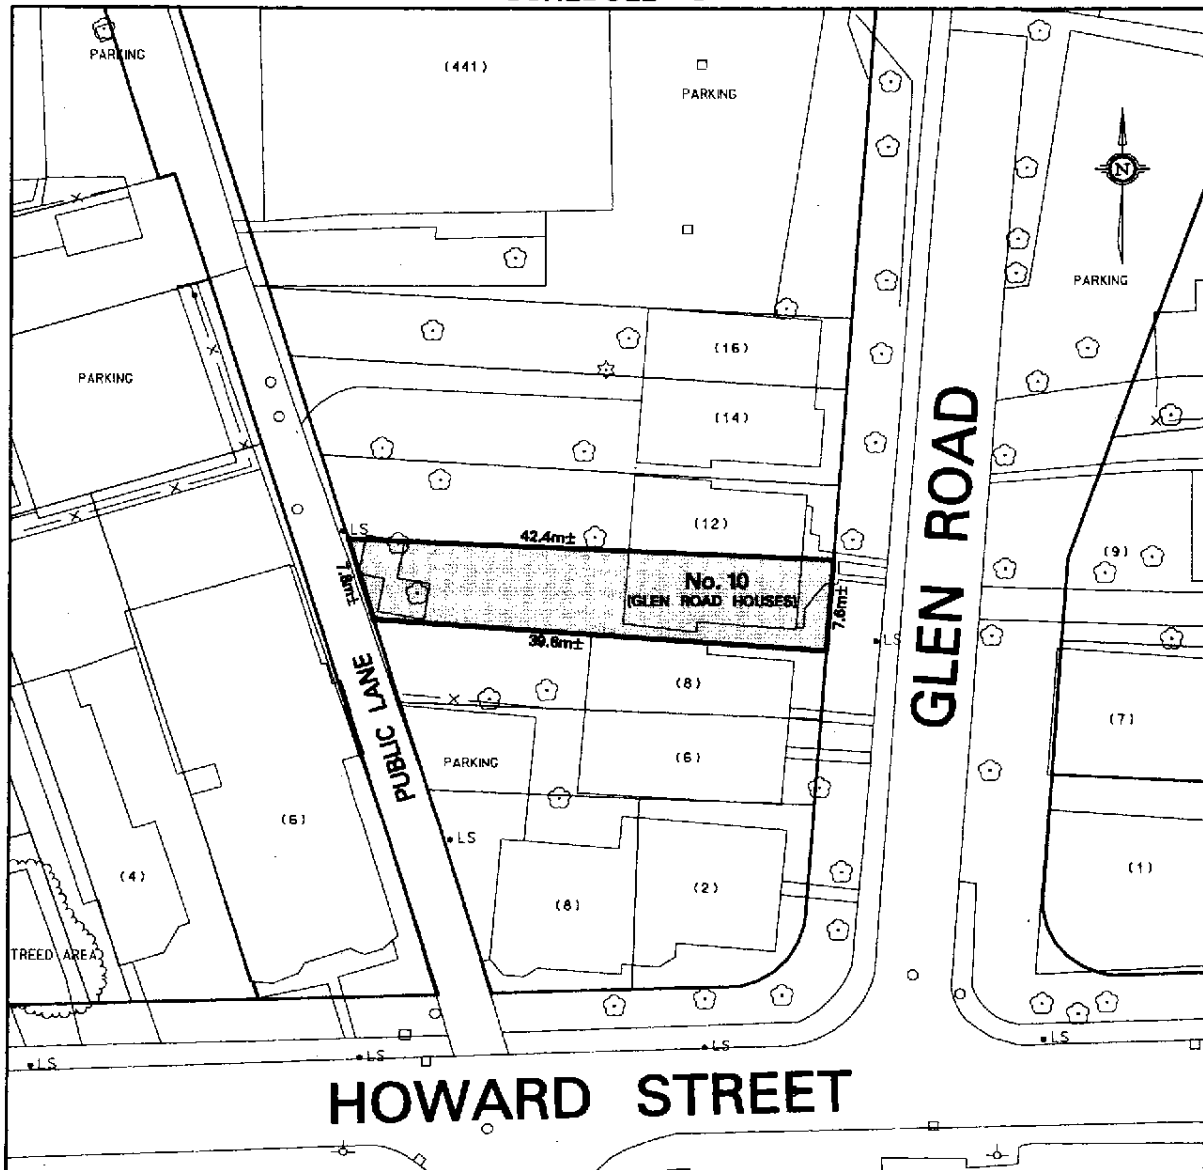 PARKING
(441)
PARKING
N
PARKING
(16)
PARKING
(14)
GLEN ROAD
(12)
LS
42.4m±
(9)
No. 10
(GLEN ROAD HOUSES)
7.8m±
7.6m±
39.6m±
LS
PUBLIC LANE
(8)
(7)
(6)
PARKING
(6)
LS
(4)
(8)
(2)
(1)
TREED AREA
LS
LS
LS
LS
HOWARD STREET